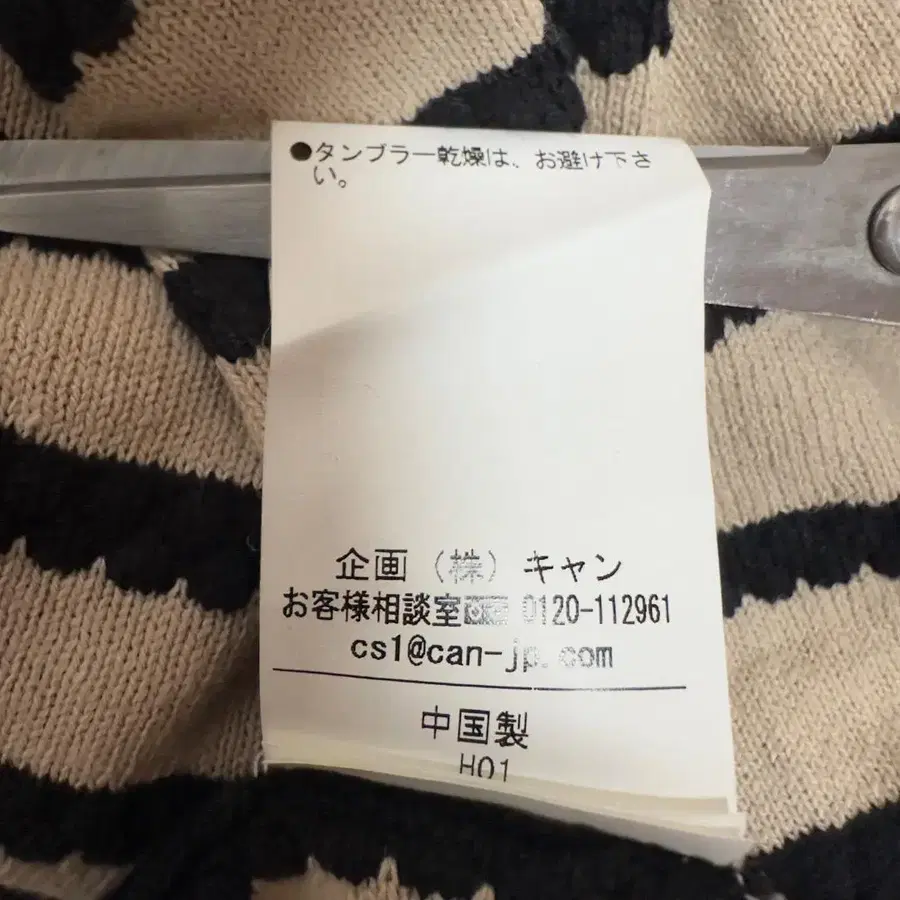 ●タンブラー乾燥は、お避け下さ
い。
企画 (株) キャン
お客様相談室 0120-112961
cs1@can-jp.com
中国製
H01